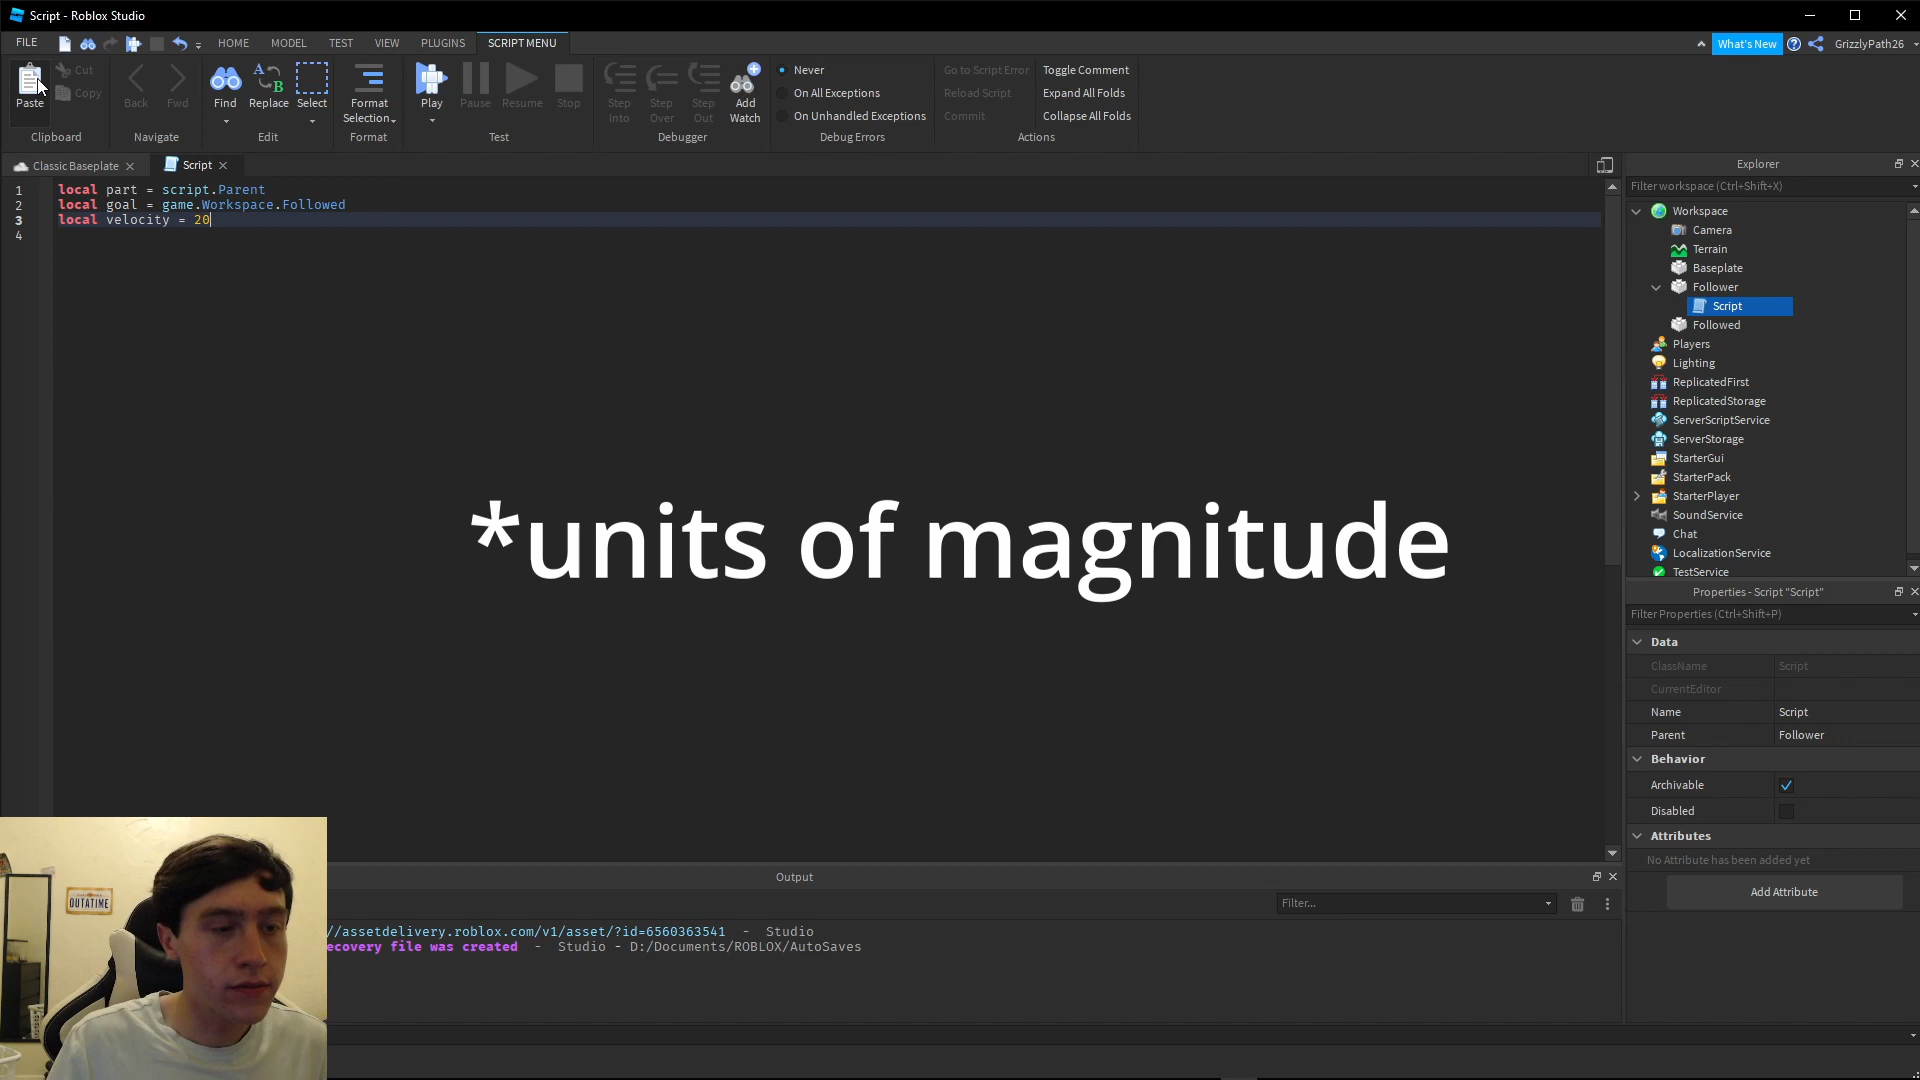 Script - Roblox Studio
FILE HOME MODEL TEST VIEW PLUGINS SCRIPT MENU What's New GrizzlyPath26
Paste Cut Copy
Clipboard
Back Fwd
Navigate
Find Replace Select
Edit
Format Selection
Format
Play Pause Resume Stop
Test
Step Into Step Over Step Out Add Watch
Debugger
Never
On All Exceptions
On Unhandled Exceptions
Debug Errors
Go to Script Error Toggle Comment
Reload Script Expand All Folds
Commit Collapse All Folds
Actions
Classic Baseplate Script
1 local part = script.Parent
2 local goal = game.Workspace.Followed
3 local velocity = 20
4
*units of magnitude
Explorer
Filter workspace (Ctrl+Shift+X)
Workspace
Camera
Terrain
Baseplate
Follower
Script
Followed
Players
Lighting
ReplicatedFirst
ReplicatedStorage
ServerScriptService
ServerStorage
StarterGui
StarterPack
StarterPlayer
SoundService
Chat
LocalizationService
TestService
Properties - Script "Script"
Filter Properties (Ctrl+Shift+P)
Data
ClassName Script
CurrentEditor
Name Script
Parent Follower
Behavior
Archivable
Disabled
Attributes
No Attribute has been added yet
Add Attribute
Output
Filter...
//assetdelivery.roblox.com/v1/asset/?id=6560363541 - Studio
ecovery file was created - Studio - D:/Documents/ROBLOX/AutoSaves
OUTATIME